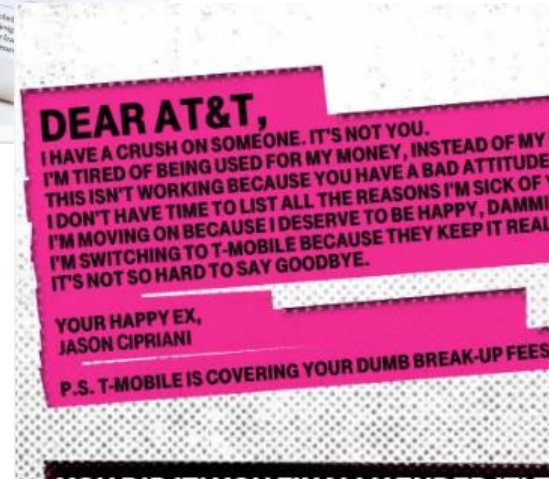 DEAR AT&T,
I HAVE A CRUSH ON SOMEONE. IT'S NOT YOU.
I'M TIRED OF BEING USED FOR MY MONEY, INSTEAD OF MY
THIS ISN'T WORKING BECAUSE YOU HAVE A BAD ATTITUDE
I DON'T HAVE TIME TO LIST ALL THE REASONS I'M SICK OF
I'M MOVING ON BECAUSE I DESERVE TO BE HAPPY, DAMMI
I'M SWITCHING TO T-MOBILE BECAUSE THEY KEEP IT REAL
IT'S NOT SO HARD TO SAY GOODBYE.
YOUR HAPPY EX,
JASON CIPRIANI
P.S. T-MOBILE IS COVERING YOUR DUMB BREAK-UP FEES